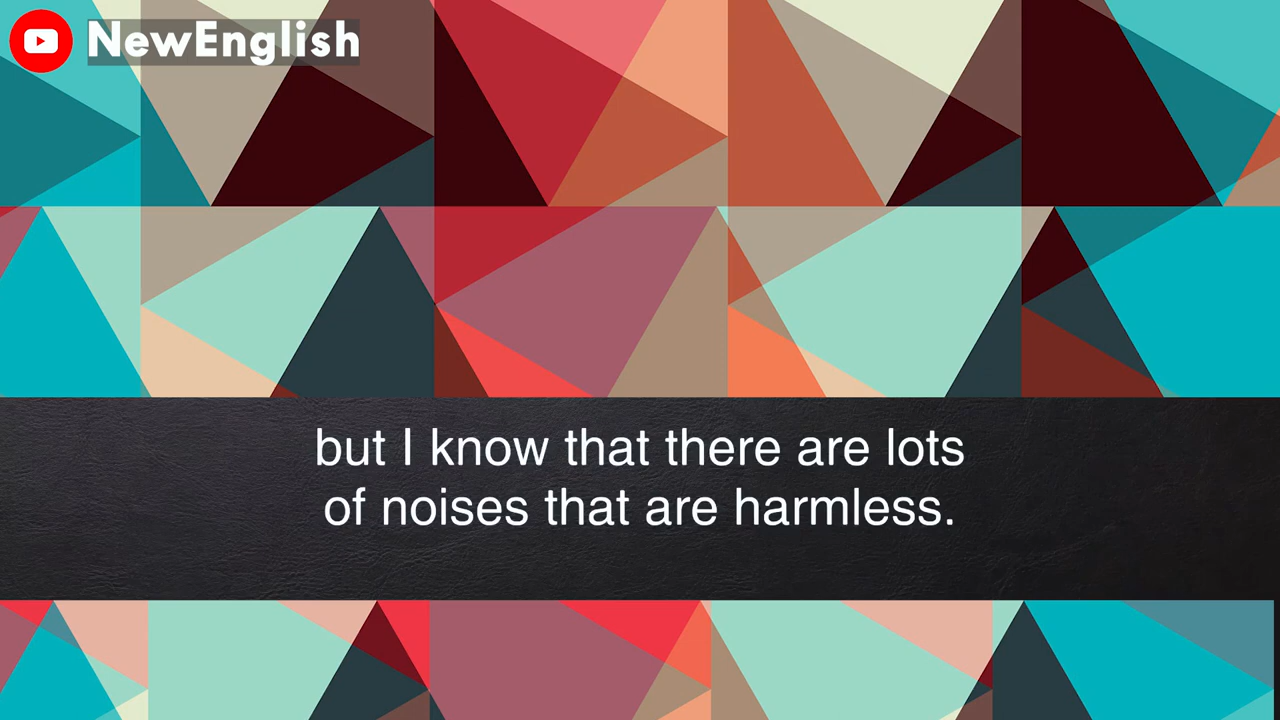 NewEnglish
but I know that there are lots
of noises that are harmless.